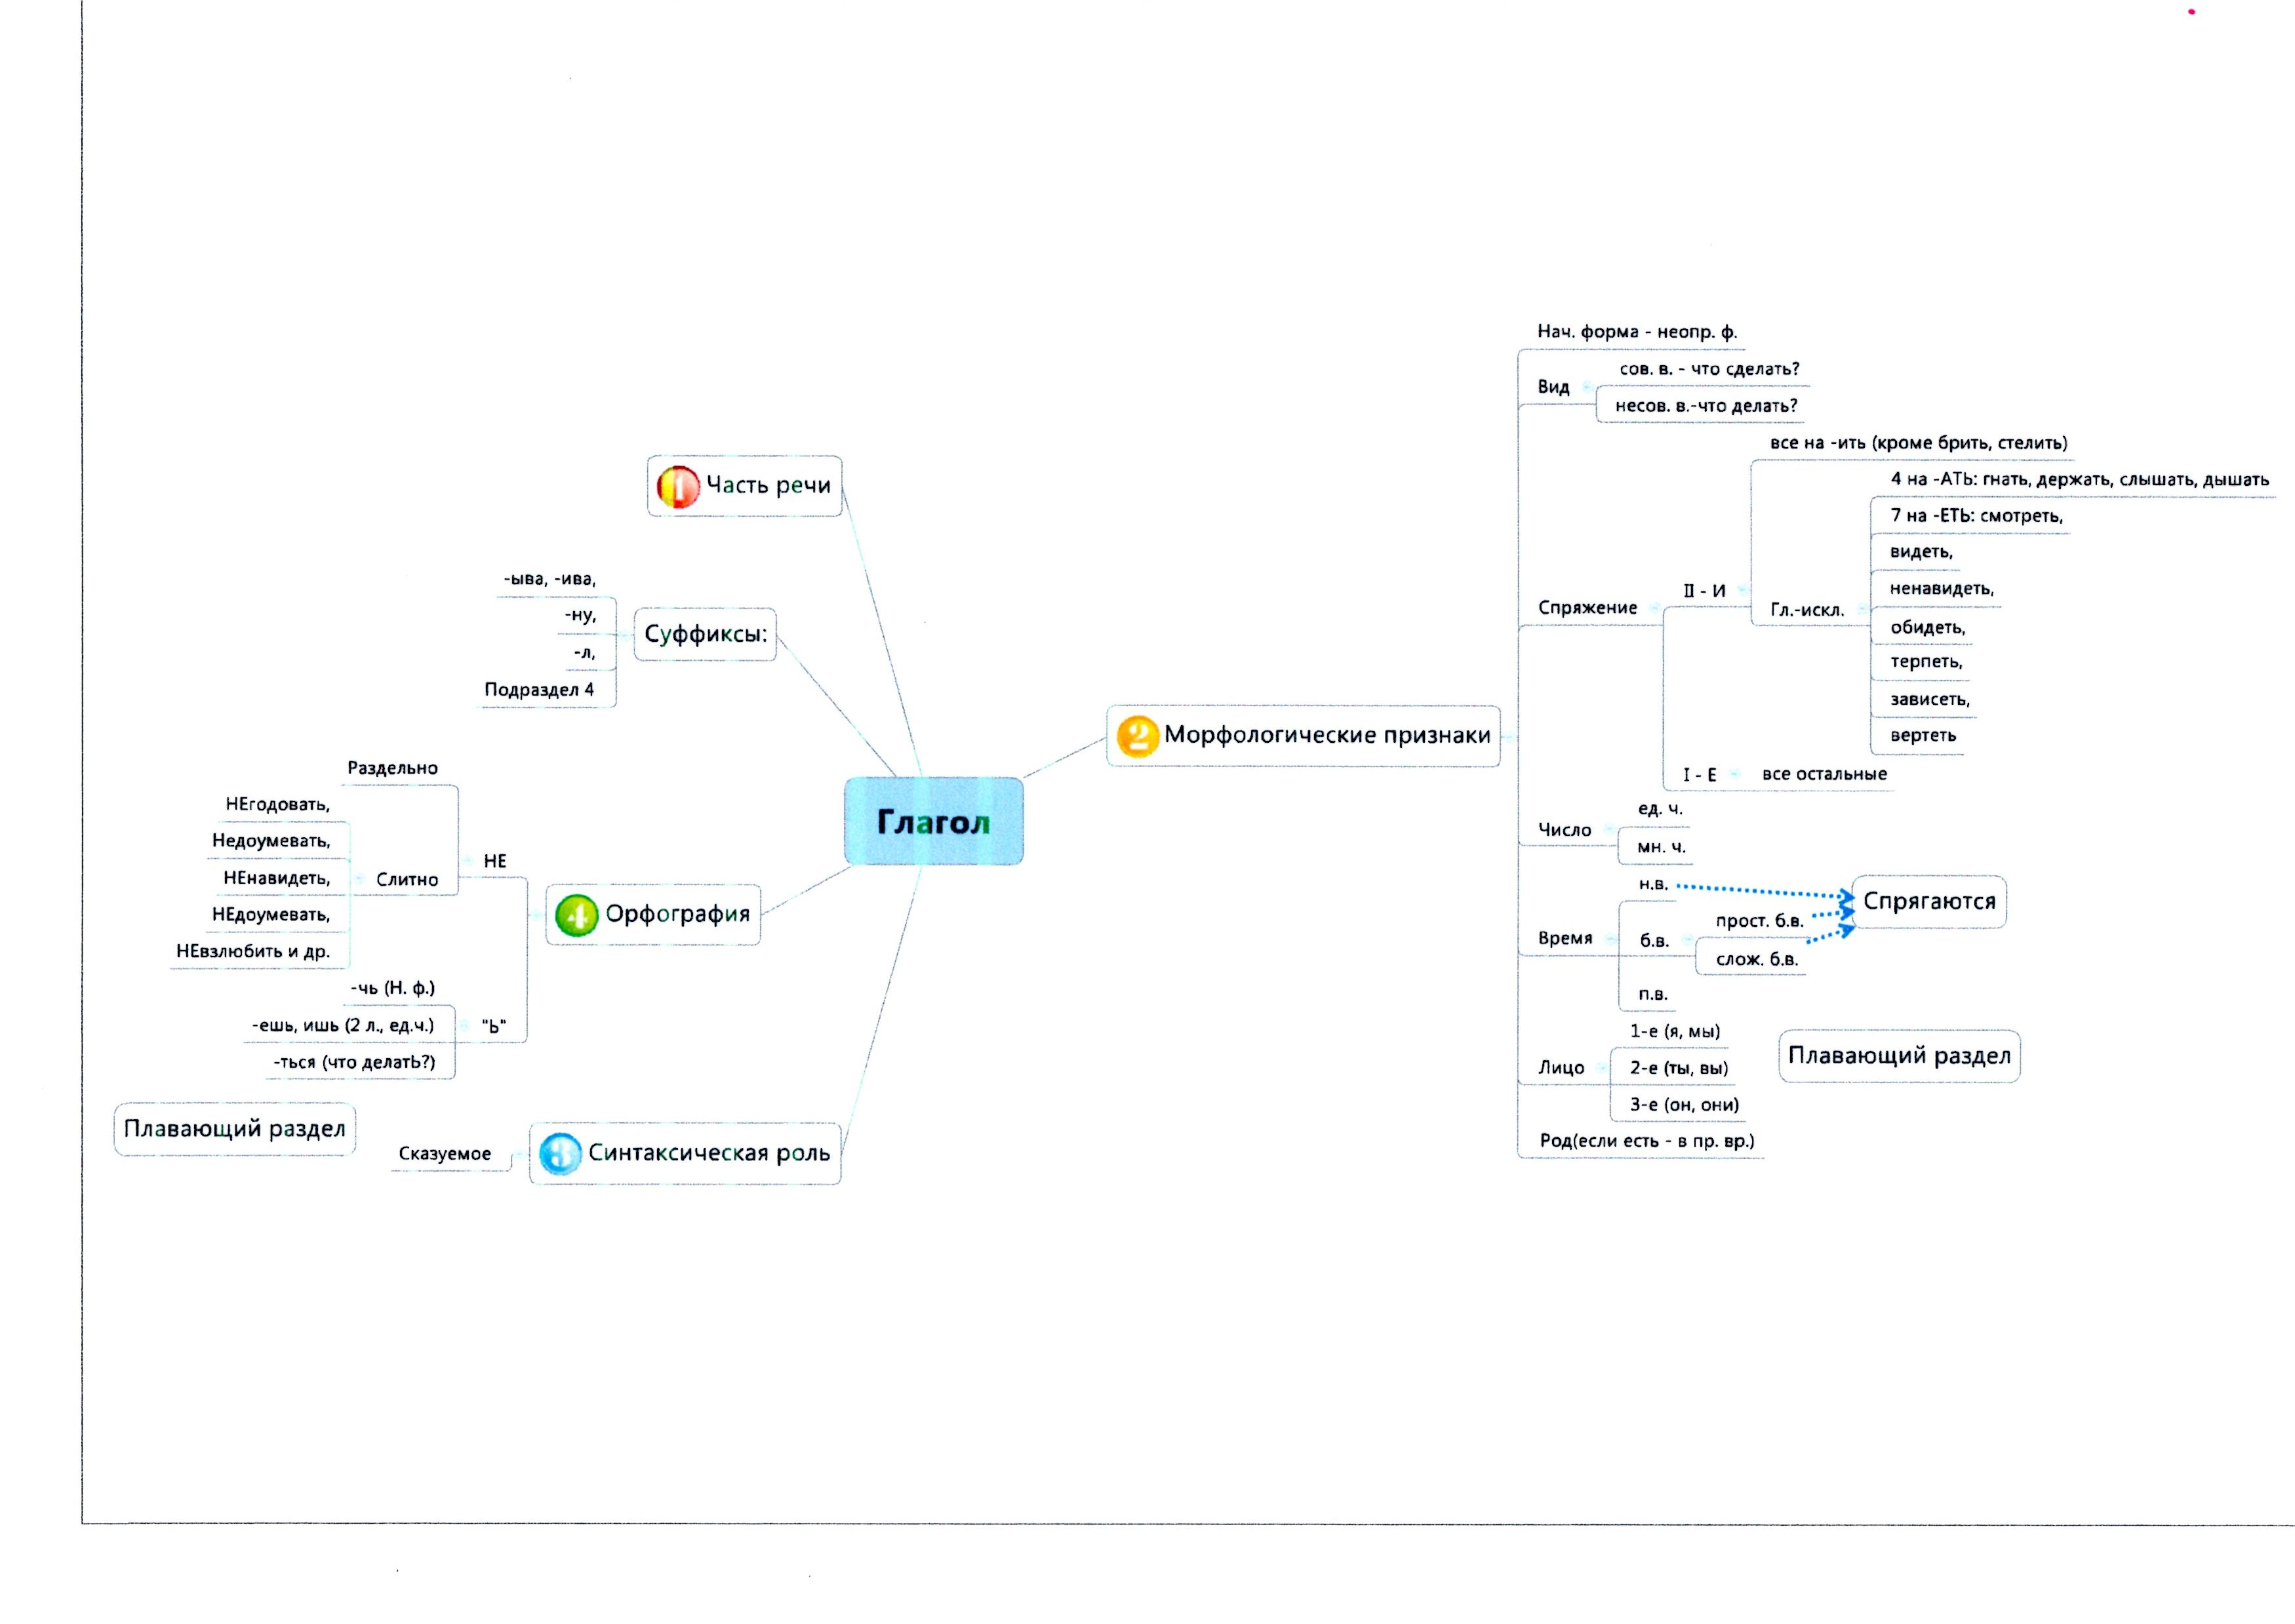 Глагол
1 Часть речи
Суффиксы:
-ыва, -ива,
-ну,
-л,
Подраздел 4
4 Орфография
НЕ
Раздельно
Слитно
НЕгодовать,
Недоумевать,
НЕнавидеть,
НЕдоумевать,
НЕвзлюбить и др.
"Ь"
-чь (Н. ф.)
-ешь, ишь (2 л., ед.ч.)
-ться (что делатЬ?)
Плавающий раздел
3 Синтаксическая роль
Сказуемое
2 Морфологические признаки
Нач. форма - неопр. ф.
Вид
сов. в. - что сделать?
несов. в.-что делать?
Спряжение
II - И
все на -ить (кроме брить, стелить)
Гл.-искл.
4 на -АТЬ: гнать, держать, слышать, дышать
7 на -ЕТЬ: смотреть,
видеть,
ненавидеть,
обидеть,
терпеть,
зависеть,
вертеть
I - Е
все остальные
Число
ед. ч.
мн. ч.
Время
н.в.
б.в.
прост. б.в.
слож. б.в.
п.в.
Спрягаются
Лицо
1-е (я, мы)
2-е (ты, вы)
3-е (он, они)
Род(если есть - в пр. вр.)
Плавающий раздел